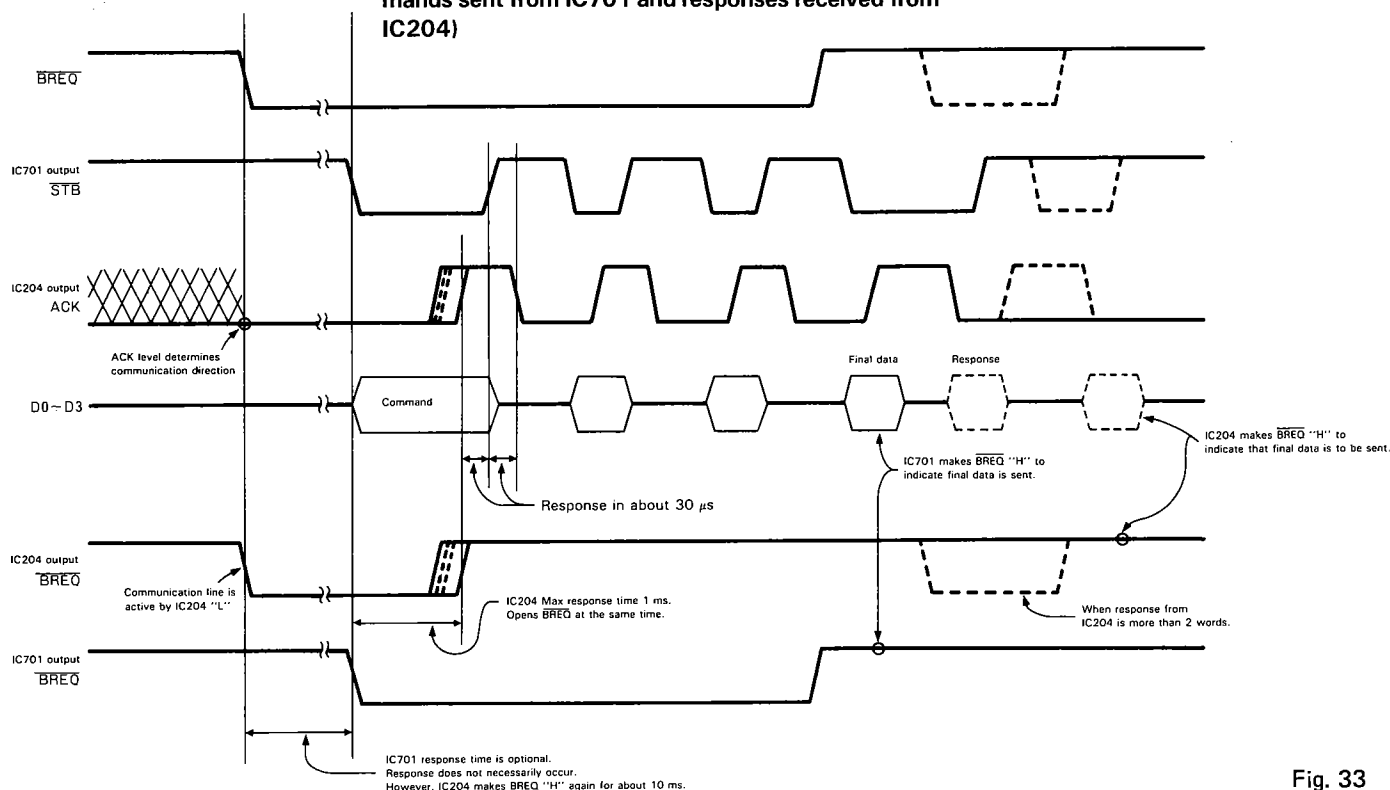 mands sent from IC701 and responses received from
IC204)
BREQ
IC701 output
STB
IC204 output
ACK
ACK level determines
communication direction
D0~D3
Command
Final data
Response
IC701 makes BREQ "H" to
indicate final data is sent.
IC204 makes BREQ "H" to
indicate that final data is to be sent.
Response in about 30 μs
IC204 output
BREQ
Communication line is
active by IC204 "L"
IC204 Max response time 1 ms.
Opens BREQ at the same time.
When response from
IC204 is more than 2 words.
IC701 output
BREQ
IC701 response time is optional.
Response does not necessarily occur.
However, IC204 makes BREQ "H" again for about 10 ms.
Fig. 33